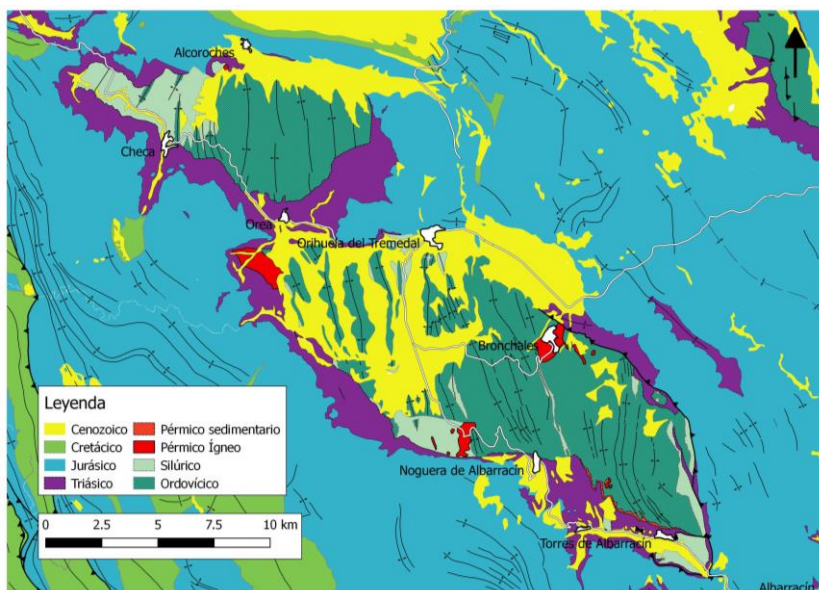 Alcoroches
Checa
Orea
Orihuela del Tremedal
Bronchales
Leyenda
Cenozoico
Cretácico
Jurásico
Triásico
Pérmico sedimentario
Pérmico Ígneo
Silúrico
Ordovícico
0 2.5 5 7.5 10 km
Noguera de Albarracín
Torres de Albarracín
Albarracín